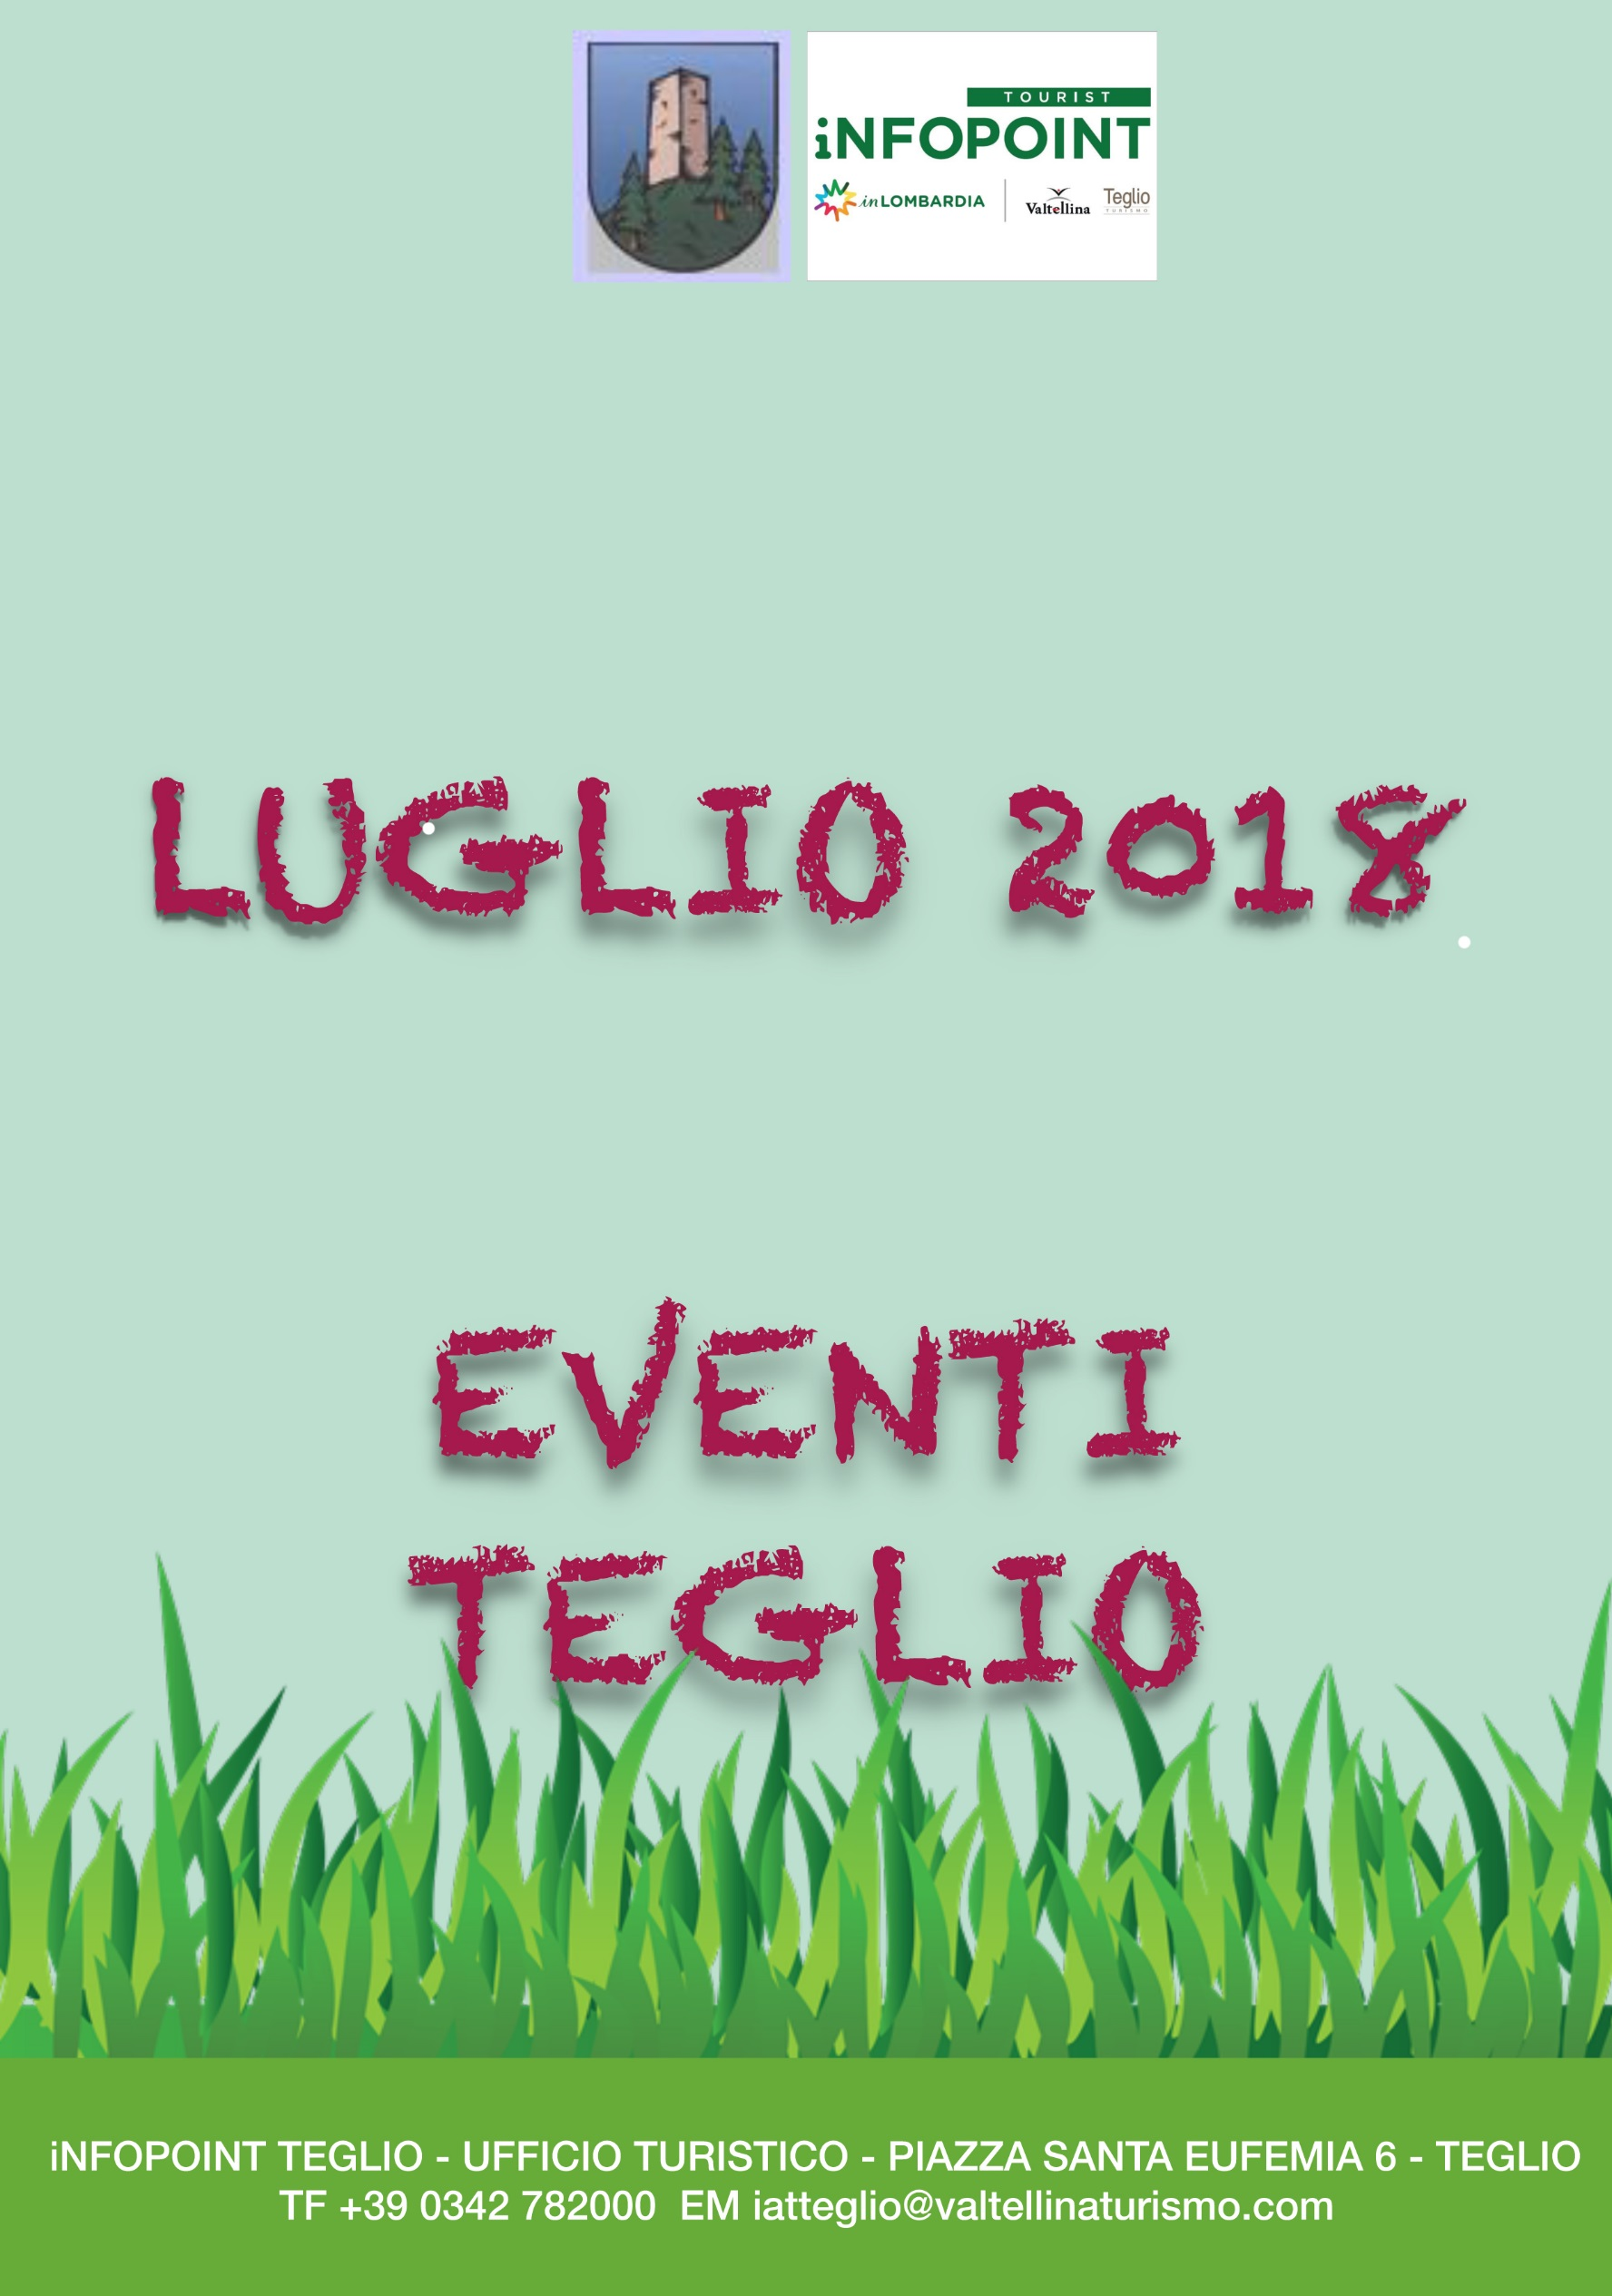 TOURIST
iNFOPOINT
inLOMBARDIA
Valtellina
Teglio
TURISMO
LUGLIO 2018
EVENTI
TEGLIO
iNFOPOINT TEGLIO - UFFICIO TURISTICO - PIAZZA SANTA EUFEMIA 6 - TEGLIO
TF +39 0342 782000 EM iatteglio@valtellinaturismo.com